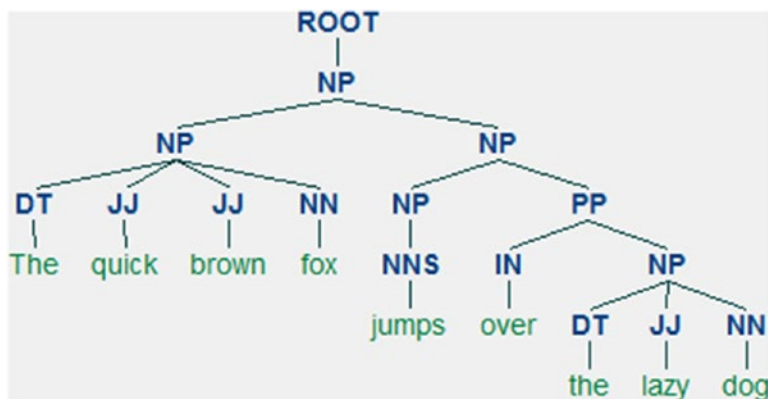 ROOT
NP
NP NP
DT JJ JJ NN NP PP
The quick brown fox NNS IN NP
jumps over DT JJ NN
the lazy dog